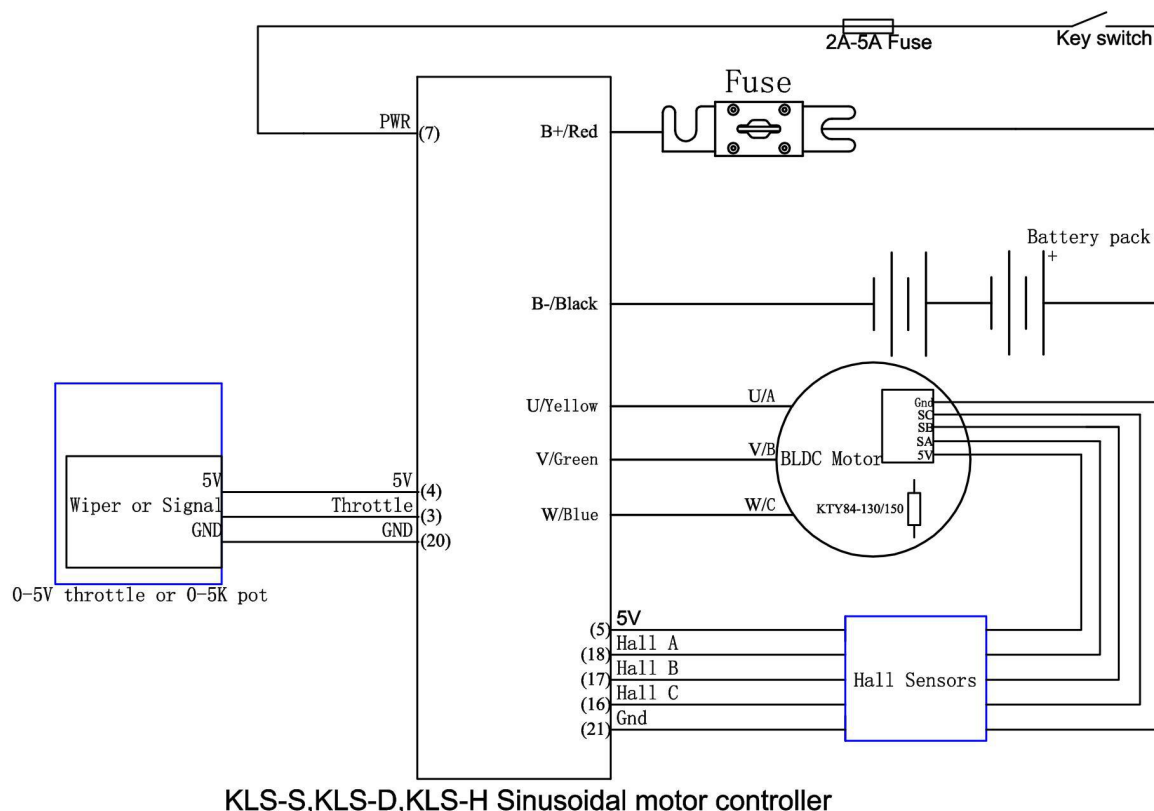 2A-5A Fuse
Key switch
Fuse
PWR
(7)
B+/Red
Battery pack
+
B-/Black
U/Yellow
U/A
Gnd
SC
SB
SA
5V
V/Green
V/B
BLDC Motor
W/Blue
W/C
KTY84-130/150
5V
5V
(4)
Wiper or Signal
Throttle
(3)
GND
GND
(20)
0-5V throttle or 0-5K pot
(5)
5V
(18)
Hall A
(17)
Hall B
(16)
Hall C
(21)
Gnd
Hall Sensors
KLS-S,KLS-D,KLS-H Sinusoidal motor controller